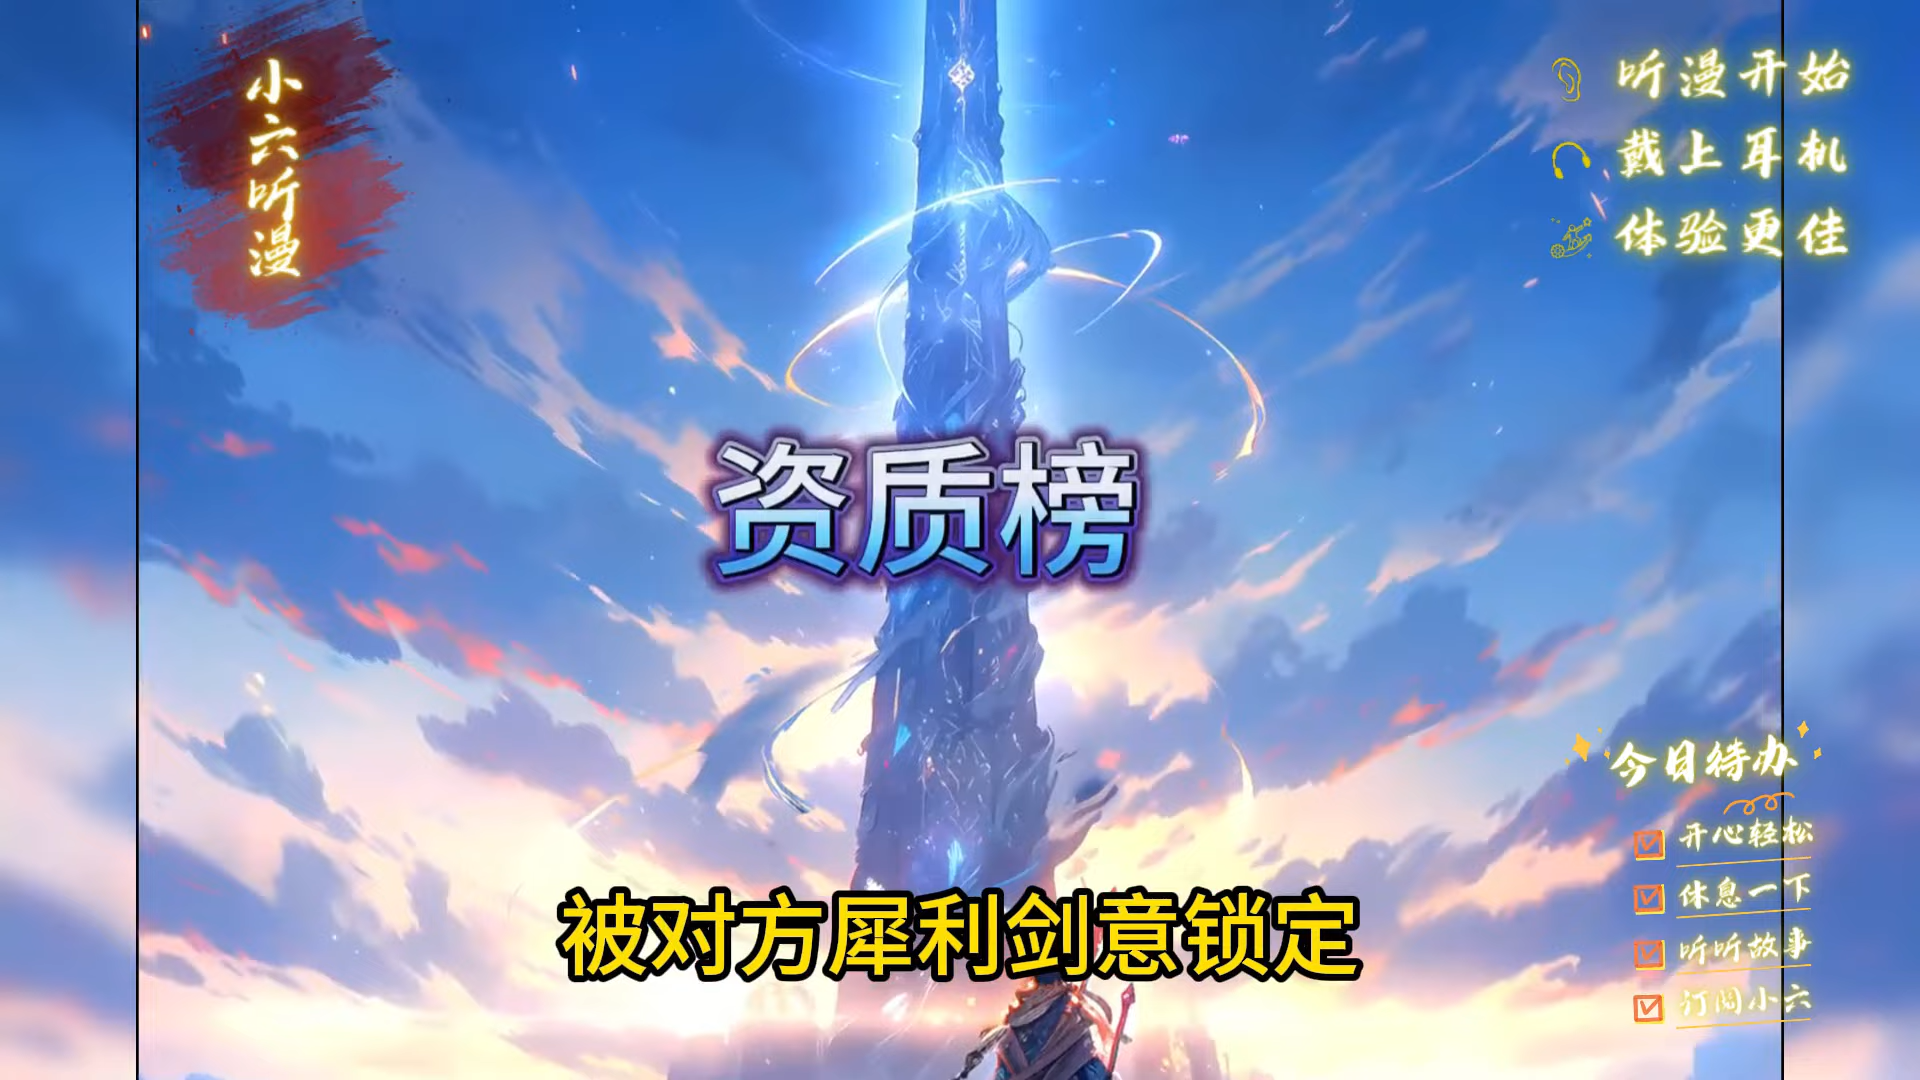 小六听漫
听漫开始
戴上耳机
体验更佳
资质榜
被对方犀利剑意锁定
今日待办
开心轻松
休息一下
听听故事
订阅小六